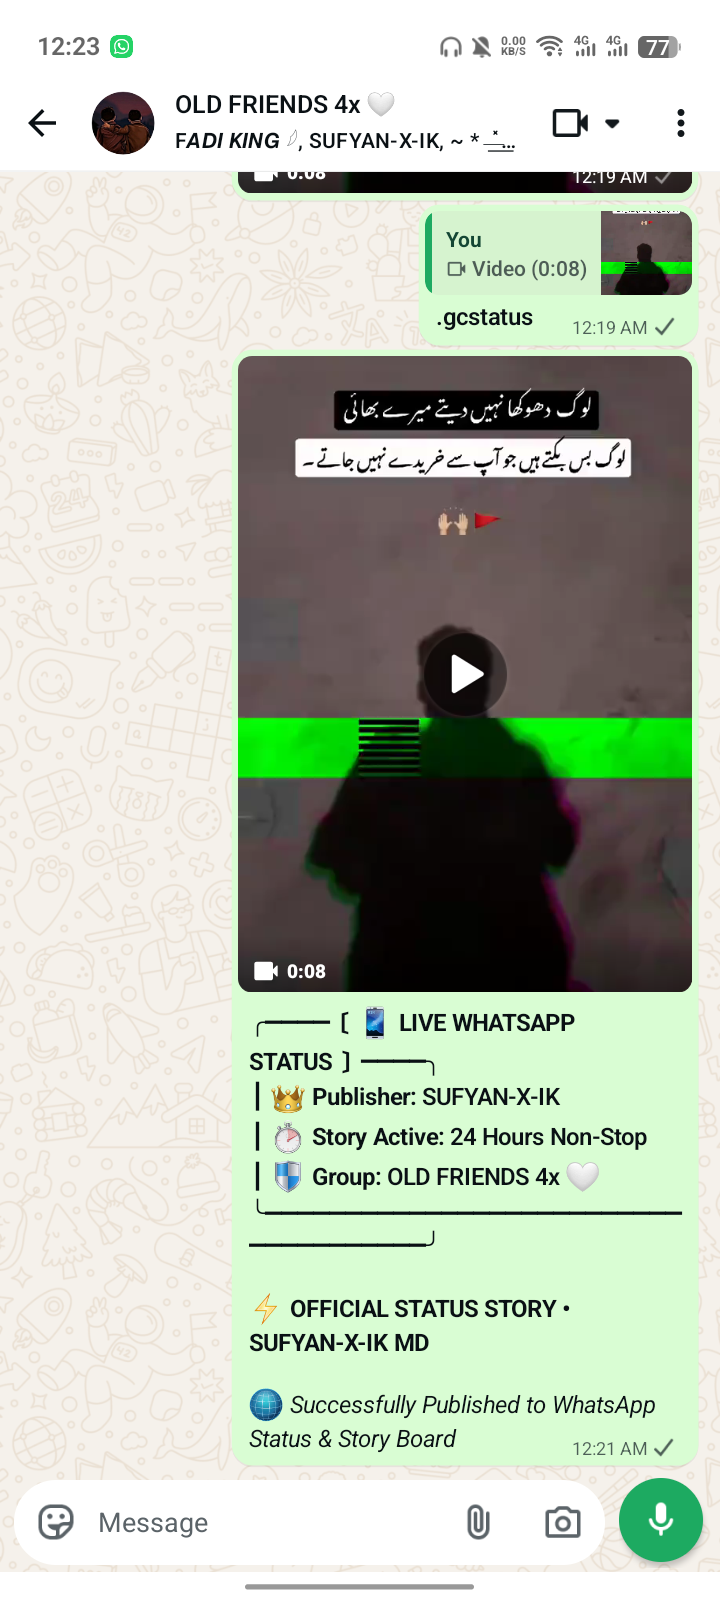 12:23
0.00
KB/S
4G
4G
77
OLD FRIENDS 4x 🤍
FADI KING, SUFYAN-X-IK, ~ *
0:08
12:19 AM
You
Video (0:08)
.gcstatus
12:19 AM
لوگ دھوکھا نہیں دیتے میرے بھائی
لوگ بس بکتے ہیں جو آپ سے خریدے نہیں جاتے ۔
🙌🏼🚩
0:08
╭──── 〔 📱 LIVE WHATSAPP
STATUS 〕 ────╮
┃ 👑 Publisher: SUFYAN-X-IK
┃ ⏱️ Story Active: 24 Hours Non-Stop
┃ 🛡️ Group: OLD FRIENDS 4x 🤍
╰──────────────────────────
───────────╯
⚡ OFFICIAL STATUS STORY •
SUFYAN-X-IK MD
🌐 Successfully Published to WhatsApp
Status & Story Board
12:21 AM
Message